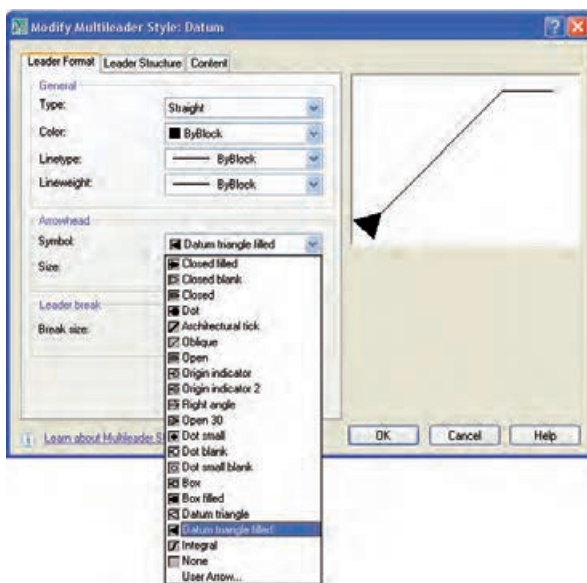 Modify Multileader Style: Datum
Leader Format Leader Structure Content
General
Type: Straight
Color: ByBlock
Linetype: ByBlock
Lineweight: ByBlock
Arrowhead
Symbol: Datum triangle filled
Size:
Closed filled
Closed blank
Closed
Dot
Architectural tick
Oblique
Open
Origin indicator
Origin indicator 2
Right angle
Open 30
Dot small
Dot blank
Dot small blank
Box
Box filled
Datum triangle
Datum triangle filled
Integral
None
User Arrow...
Leader break
Break size:
Learn about Multileader S
OK Cancel Help